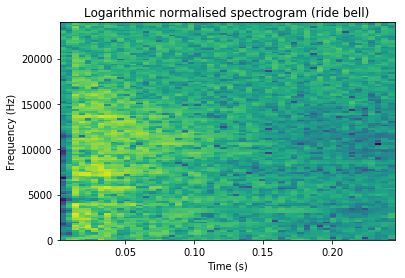 Logarithmic normalised spectrogram (ride bell)
20000
15000
10000
5000
0
Frequency (Hz)
0.05 0.10 0.15 0.20
Time (s)